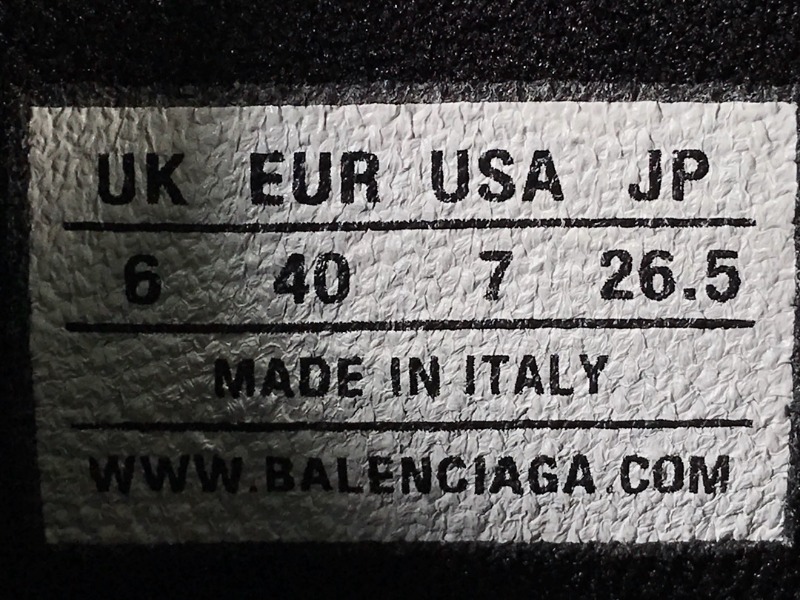 UK EUR USA JP
6 40 7 26.5
MADE IN ITALY
WWW.BALENCIAGA.COM